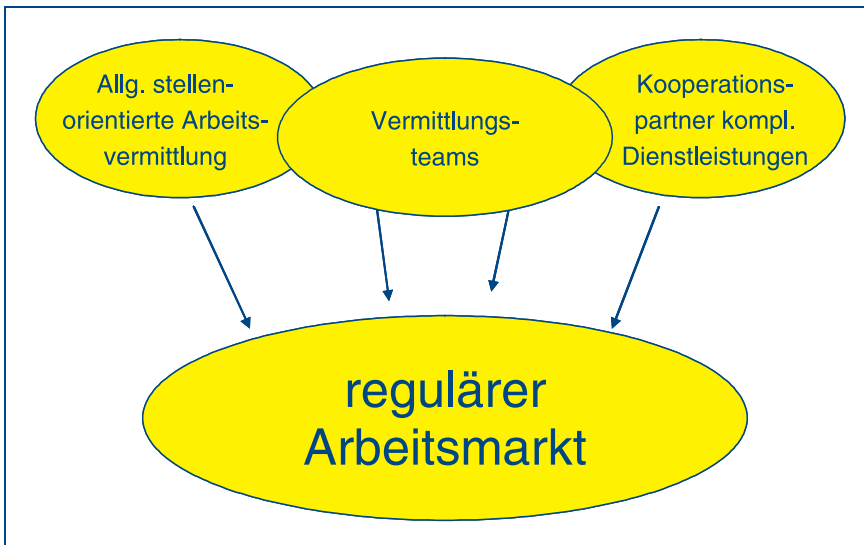 Allg. stellen-
orientierte Arbeits-
vermittlung
Vermittlungs-
teams
Kooperations-
partner kompl.
Dienstleistungen
regulärer
Arbeitsmarkt